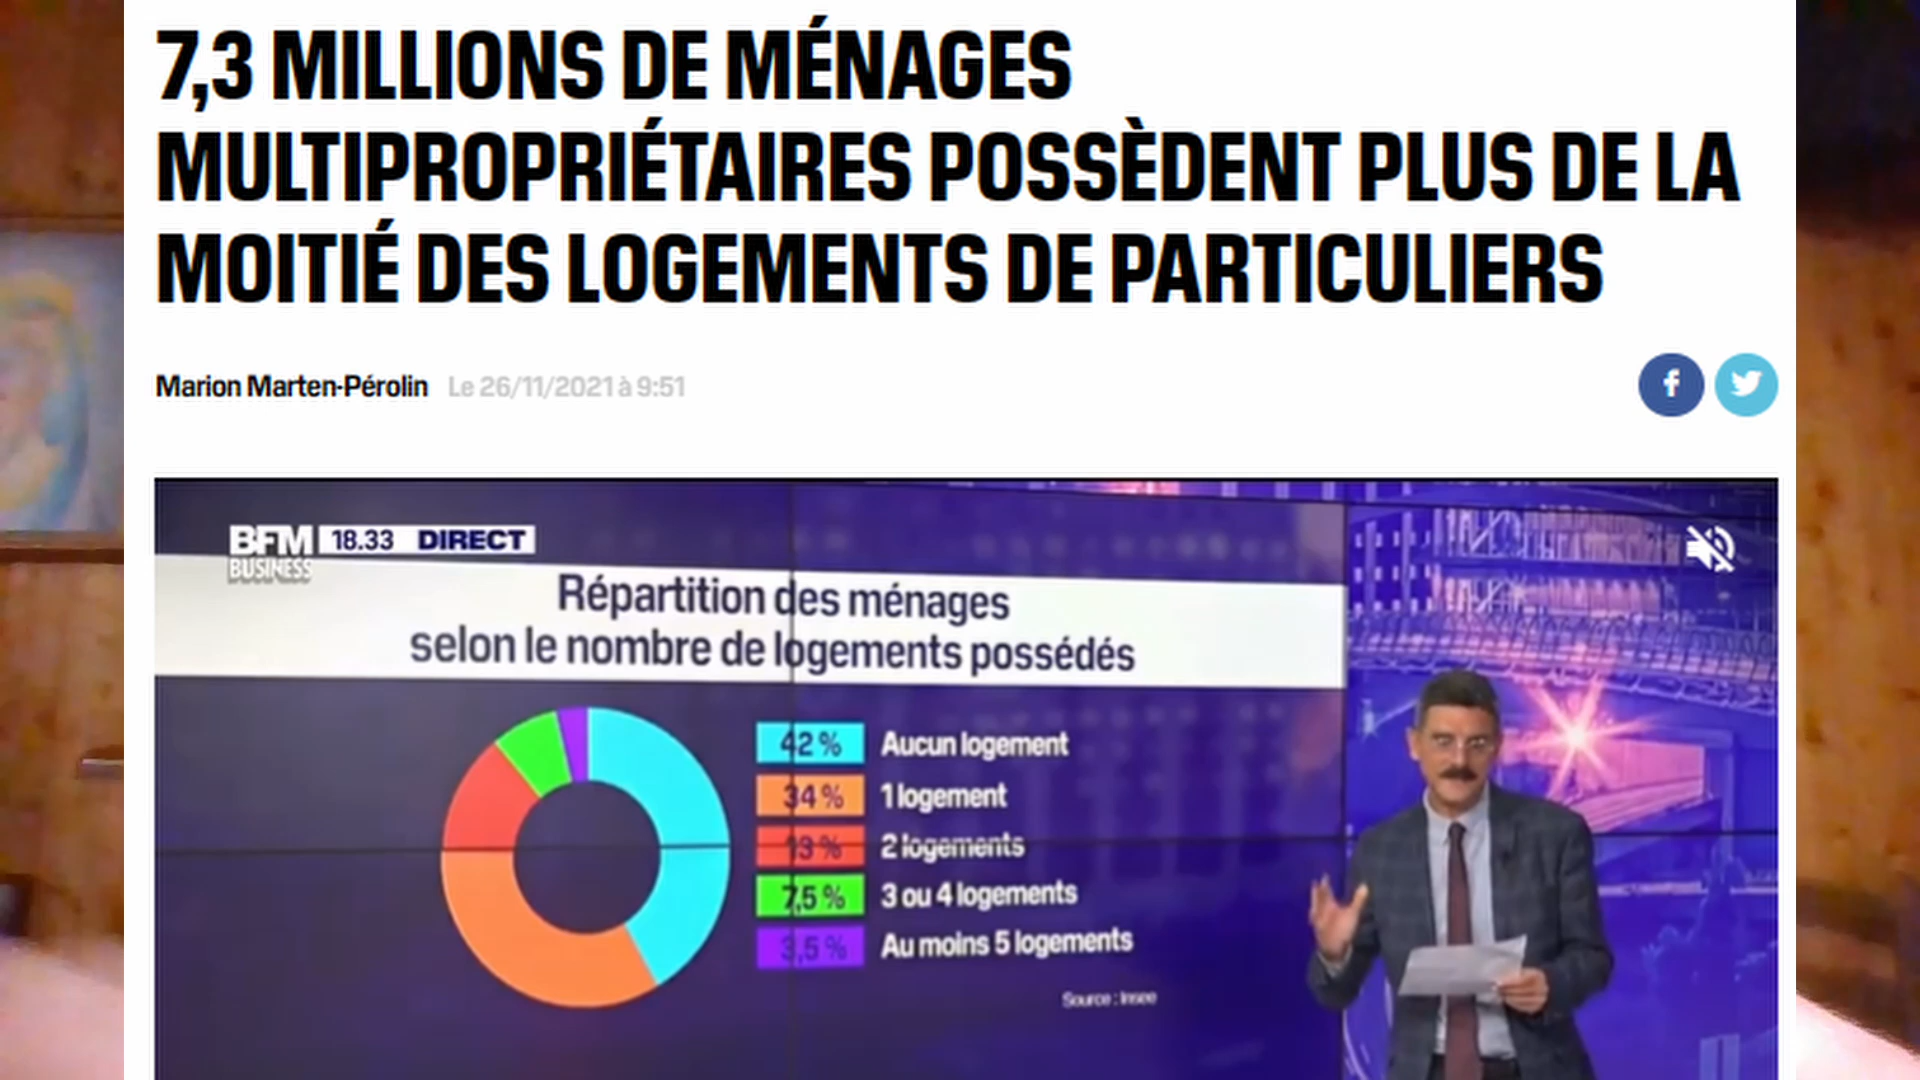 7,3 MILLIONS DE MÉNAGES
MULTIPROPRIÉTAIRES POSSÈDENT PLUS DE LA
MOITIÉ DES LOGEMENTS DE PARTICULIERS
Marion Marten-Pérolin Le 26/11/2021 à 9:51
BFM 18.33 DIRECT
BUSINESS
Répartition des ménages
selon le nombre de logements possédés
42 % Aucun logement
34 % 1 logement
13 % 2 logements
7,5 % 3 ou 4 logements
3,5 % Au moins 5 logements
Source : Insee